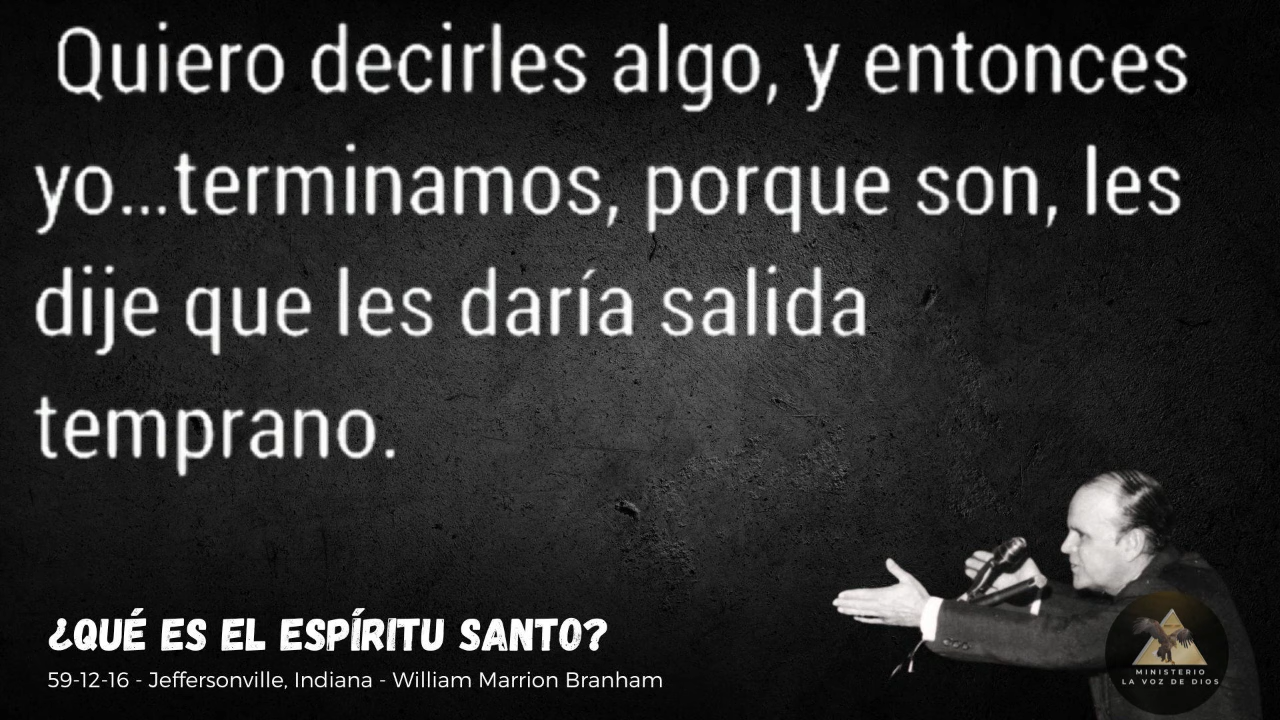 Quiero decirles algo, y entonces
yo...terminamos, porque son, les
dije que les daría salida
temprano.
¿QUÉ ES EL ESPÍRITU SANTO?
59-12-16 - Jeffersonville, Indiana - William Marrion Branham
MINISTERIO
LA VOZ DE DIOS